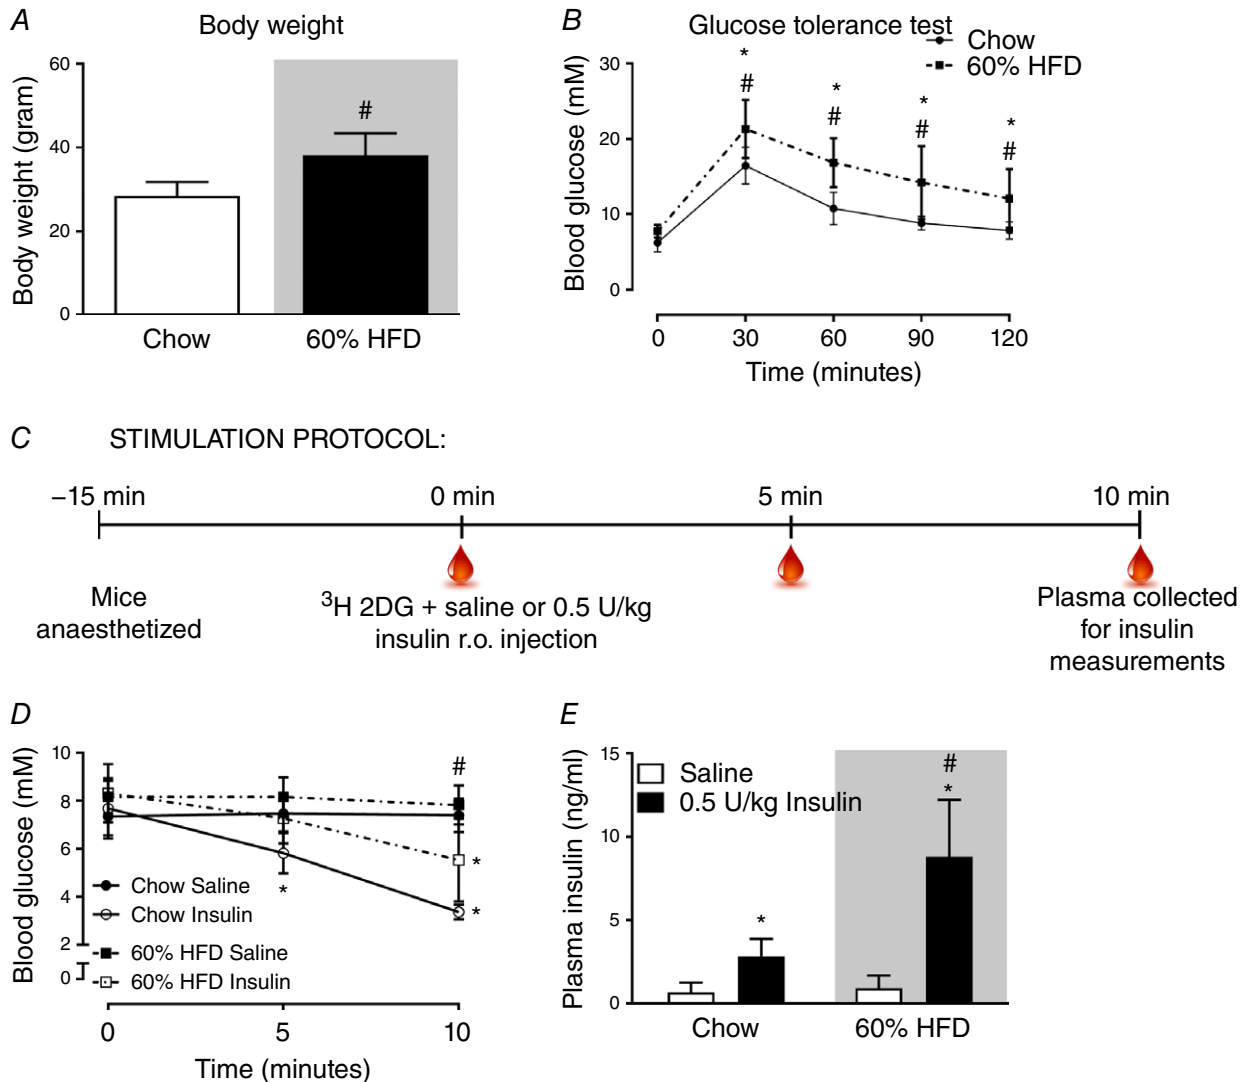 A
Body weight
Body weight (gram)
60
40
20
0
#
Chow
60% HFD
B
Glucose tolerance test
Chow
60% HFD
Blood glucose (mM)
30
20
10
0
*
#
*
#
*
#
*
#
0
30
60
90
120
Time (minutes)
C
STIMULATION PROTOCOL:
−15 min
0 min
5 min
10 min
Mice
anaesthetized
³H 2DG + saline or 0.5 U/kg
insulin r.o. injection
Plasma collected
for insulin
measurements
D
Blood glucose (mM)
10
8
6
4
2
0
#
*
*
*
Chow Saline
Chow Insulin
60% HFD Saline
60% HFD Insulin
0
5
10
Time (minutes)
E
Plasma insulin (ng/ml)
15
10
5
0
Saline
0.5 U/kg Insulin
*
#
*
Chow
60% HFD